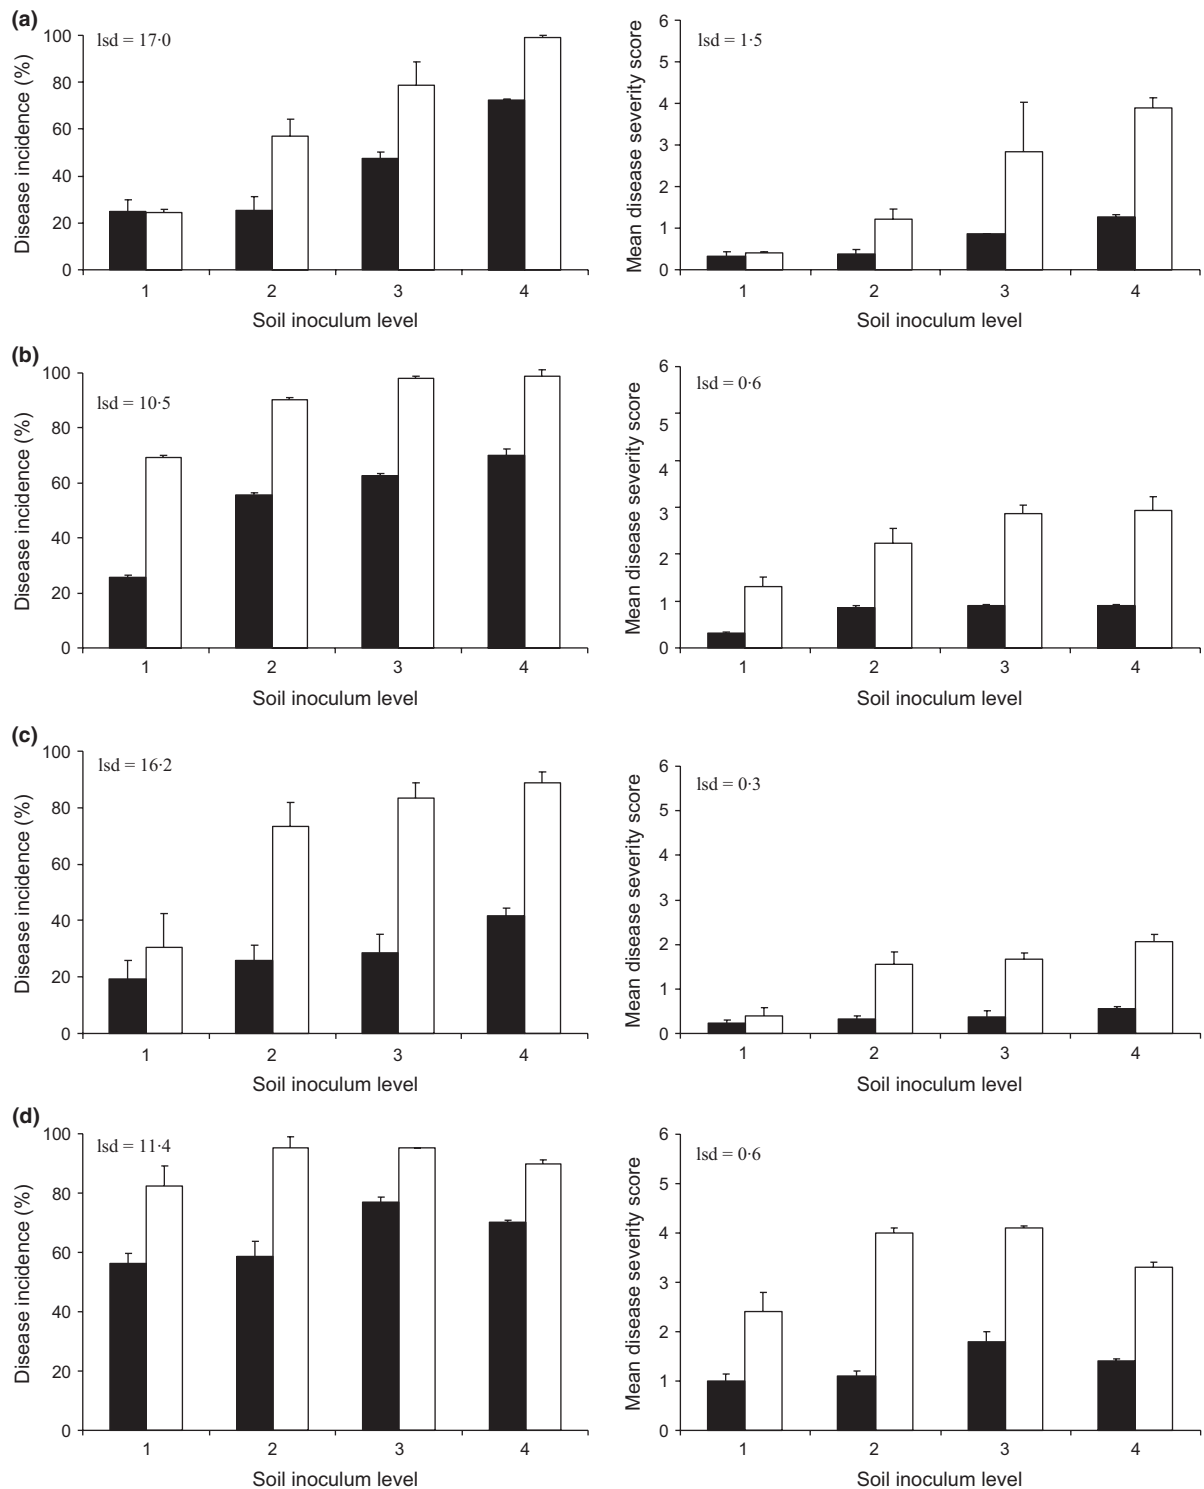 (a)
lsd = 17·0
Disease incidence (%)
100
80
60
40
20
0
1 2 3 4
Soil inoculum level
lsd = 1·5
Mean disease severity score
6
5
4
3
2
1
0
1 2 3 4
Soil inoculum level
(b)
lsd = 10·5
Disease incidence (%)
100
80
60
40
20
0
1 2 3 4
Soil inoculum level
lsd = 0·6
Mean disease severity score
6
5
4
3
2
1
0
1 2 3 4
Soil inoculum level
(c)
lsd = 16·2
Disease incidence (%)
100
80
60
40
20
0
1 2 3 4
Soil inoculum level
lsd = 0·3
Mean disease severity score
6
5
4
3
2
1
0
1 2 3 4
Soil inoculum level
(d)
lsd = 11·4
Disease incidence (%)
100
80
60
40
20
0
1 2 3 4
Soil inoculum level
lsd = 0·6
Mean disease severity score
6
5
4
3
2
1
0
1 2 3 4
Soil inoculum level